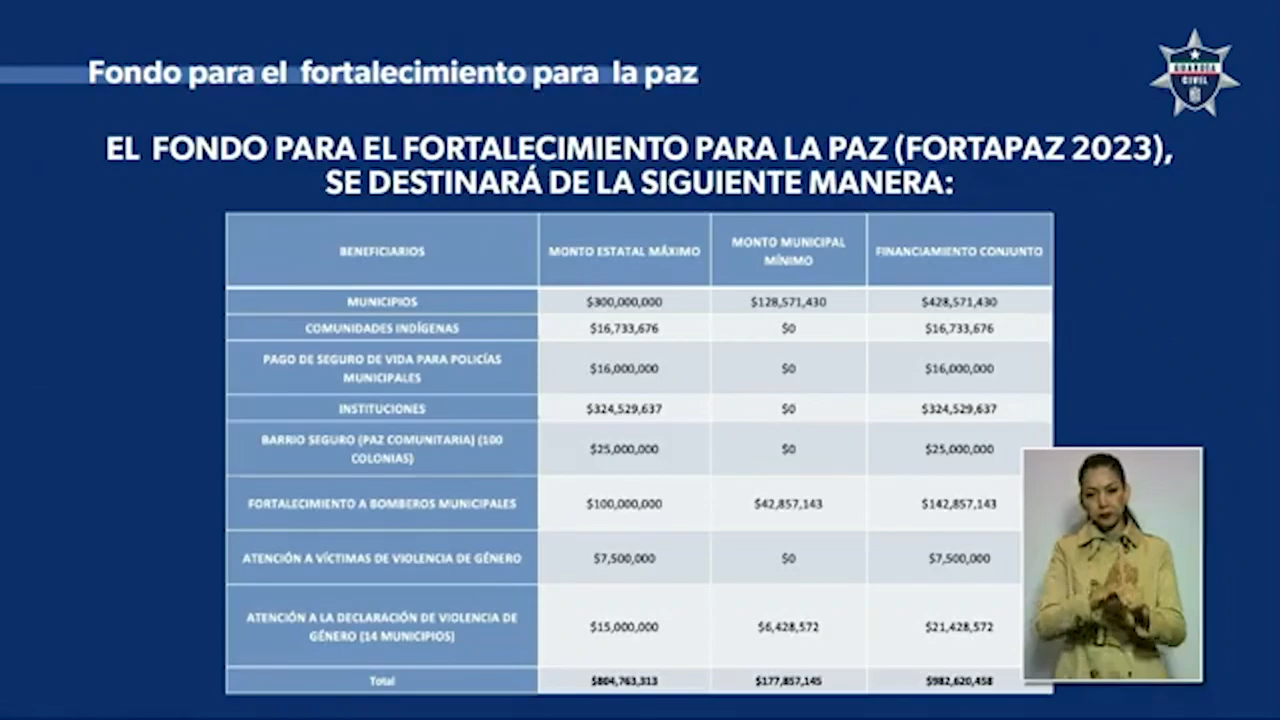 Fondo para el fortalecimiento para la paz
GUARDIA
CIVIL
EL FONDO PARA EL FORTALECIMIENTO PARA LA PAZ (FORTAPAZ 2023),
SE DESTINARÁ DE LA SIGUIENTE MANERA:
BENEFICIARIOS MONTO ESTATAL MÁXIMO MONTO MUNICIPAL MÍNIMO FINANCIAMIENTO CONJUNTO
MUNICIPIOS $300,000,000 $128,571,430 $428,571,430
COMUNIDADES INDÍGENAS $16,733,676 $0 $16,733,676
PAGO DE SEGURO DE VIDA PARA POLICÍAS
MUNICIPALES $16,000,000 $0 $16,000,000
INSTITUCIONES $324,529,637 $0 $324,529,637
BARRIO SEGURO (PAZ COMUNITARIA) (100
COLONIAS) $25,000,000 $0 $25,000,000
FORTALECIMIENTO A BOMBEROS MUNICIPALES $100,000,000 $42,857,143 $142,857,143
ATENCIÓN A VÍCTIMAS DE VIOLENCIA DE GÉNERO $7,500,000 $0 $7,500,000
ATENCIÓN A LA DECLARACIÓN DE VIOLENCIA DE
GÉNERO (14 MUNICIPIOS) $15,000,000 $6,428,572 $21,428,572
Total $804,763,313 $177,857,145 $982,620,458